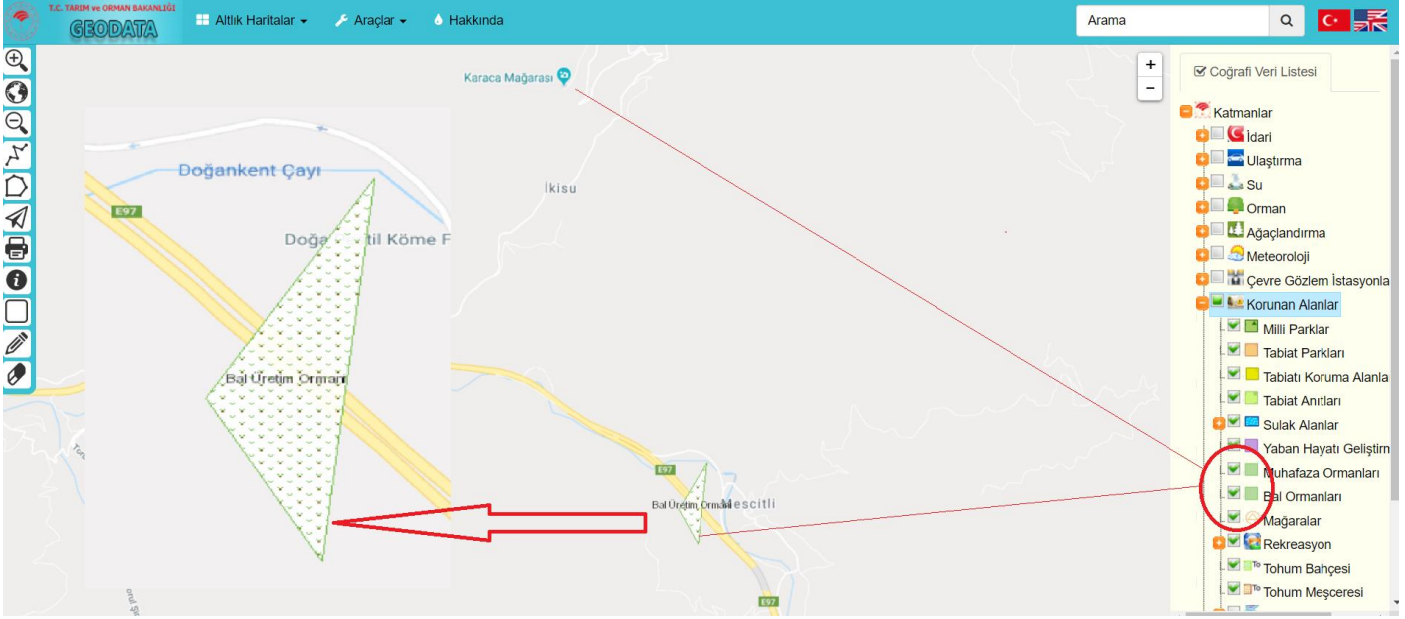 T.C. TARIM ve ORMAN BAKANLIĞI
GEODATA
Altlık Haritalar
Araçlar
Hakkında
Arama
Karaca Mağarası
+
−
Coğrafi Veri Listesi
Katmanlar
İdari
Ulaştırma
Su
Orman
Ağaçlandırma
Meteoroloji
Çevre Gözlem İstasyonla
Korunan Alanlar
Milli Parklar
Tabiat Parkları
Tabiatı Koruma Alanla
Tabiat Anıtları
Sulak Alanlar
Yaban Hayatı Geliştirm
Muhafaza Ormanları
Bal Ormanları
Mağaralar
Rekreasyon
Tohum Bahçesi
Tohum Meşceresi
Doğankent Çayı
E97
til Köme F
Bal Üretim Ormanı
İkisu
E97
Bal Üretim Ormanı
Mescitli
E97